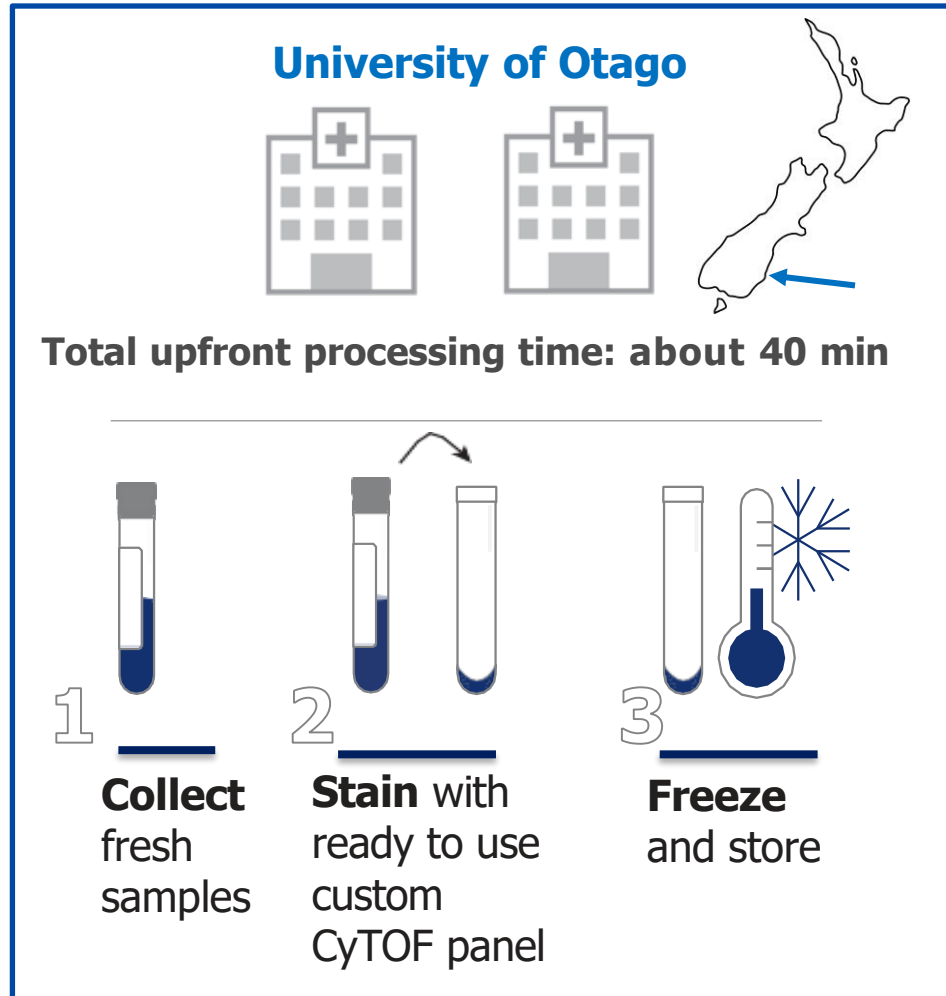 University of Otago
Total upfront processing time: about 40 min
1
2
3
Collect
fresh
samples
Stain with
ready to use
custom
CyTOF panel
Freeze
and store